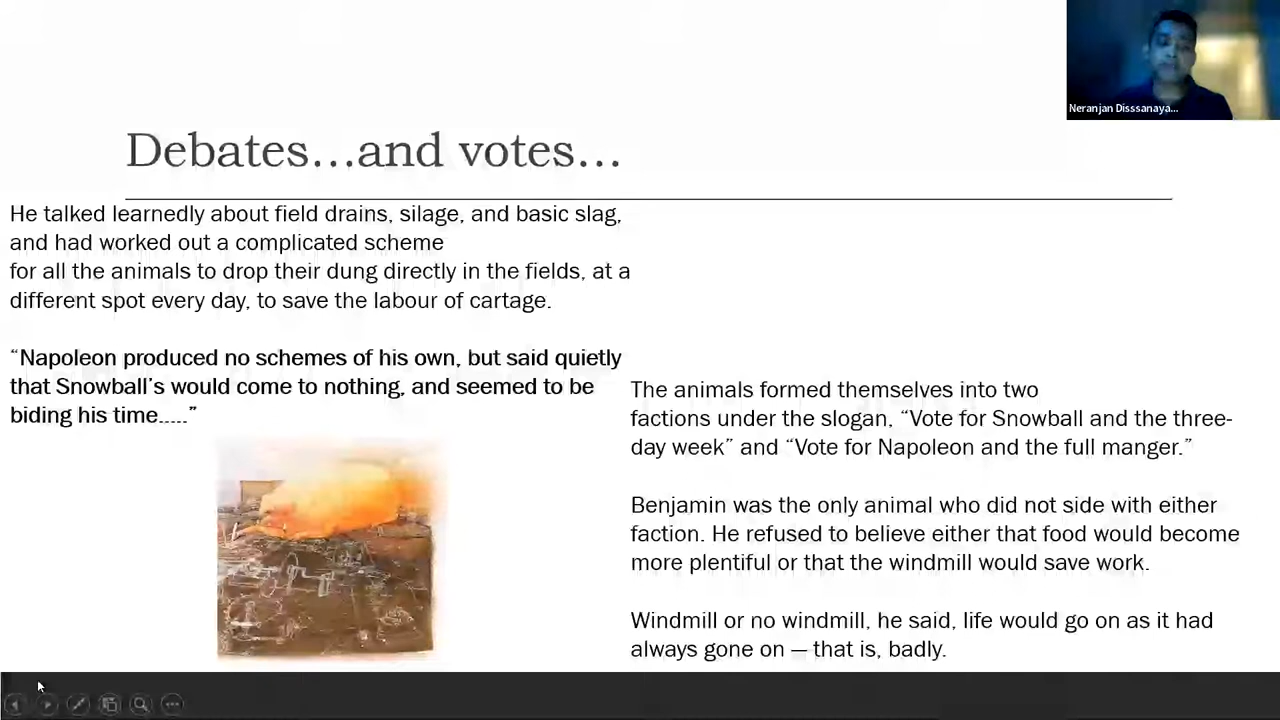 Neranjan Disssanaya...
Debates...and votes...
He talked learnedly about field drains, silage, and basic slag,
and had worked out a complicated scheme
for all the animals to drop their dung directly in the fields, at a
different spot every day, to save the labour of cartage.
“Napoleon produced no schemes of his own, but said quietly
that Snowball’s would come to nothing, and seemed to be
biding his time.....”
The animals formed themselves into two
factions under the slogan, “Vote for Snowball and the three-
day week” and “Vote for Napoleon and the full manger.”
Benjamin was the only animal who did not side with either
faction. He refused to believe either that food would become
more plentiful or that the windmill would save work.
Windmill or no windmill, he said, life would go on as it had
always gone on — that is, badly.